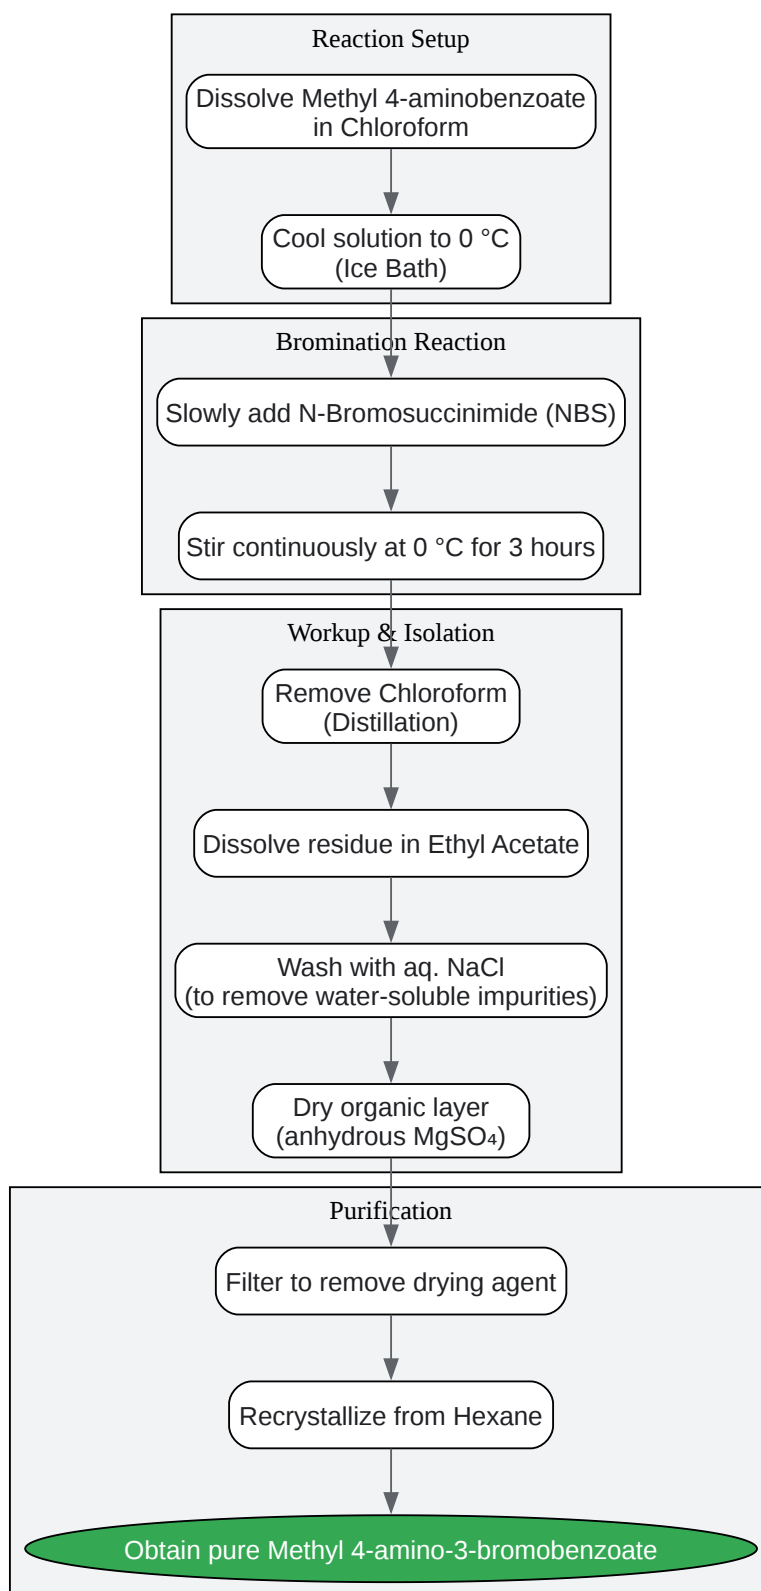 Reaction Setup
Dissolve Methyl 4-aminobenzoate
in Chloroform
Cool solution to 0 °C
(Ice Bath)
Bromination Reaction
Slowly add N-Bromosuccinimide (NBS)
Stir continuously at 0 °C for 3 hours
Workup & Isolation
Remove Chloroform
(Distillation)
Dissolve residue in Ethyl Acetate
Wash with aq. NaCl
(to remove water-soluble impurities)
Dry organic layer
(anhydrous MgSO₄)
Purification
Filter to remove drying agent
Recrystallize from Hexane
Obtain pure Methyl 4-amino-3-bromobenzoate